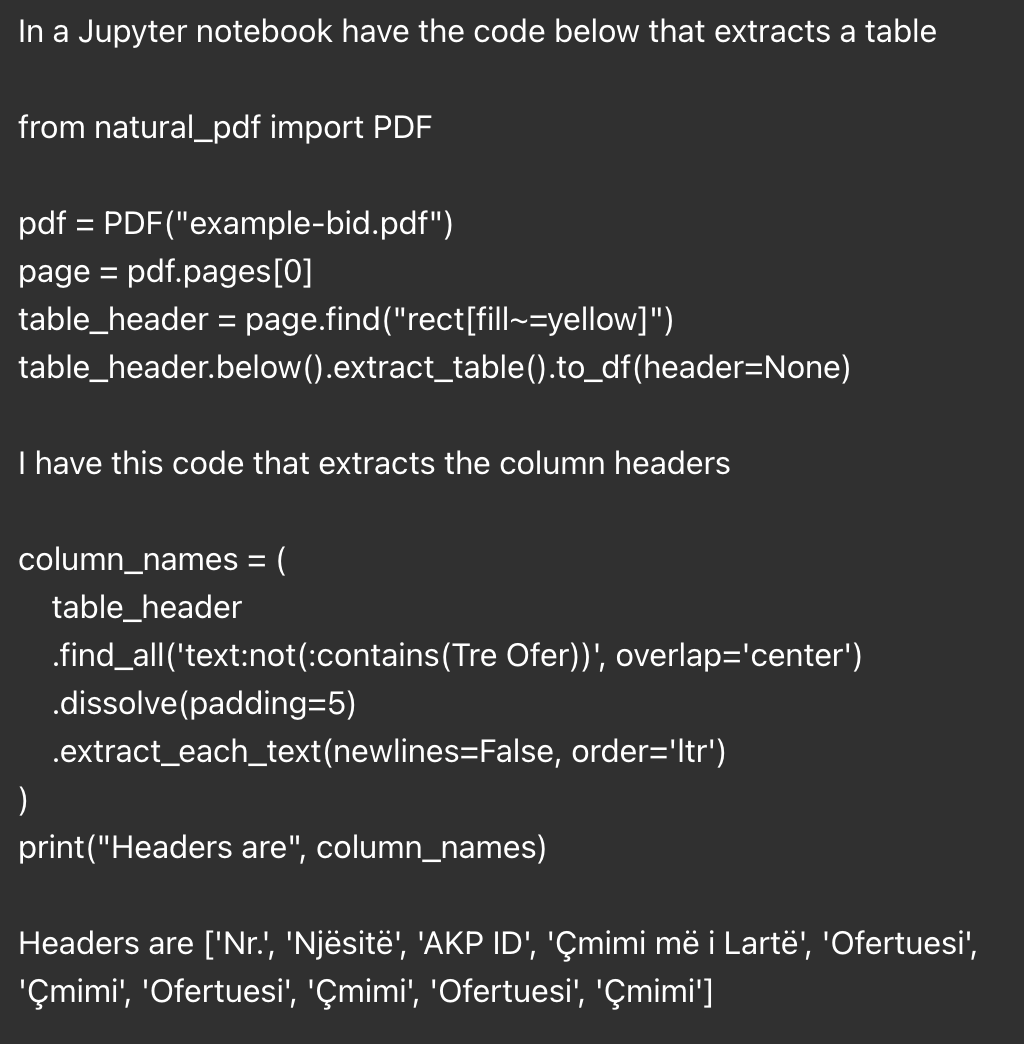 In a Jupyter notebook have the code below that extracts a table
from natural_pdf import PDF
pdf = PDF("example-bid.pdf")
page = pdf.pages[0]
table_header = page.find("rect[fill~=yellow]")
table_header.below().extract_table().to_df(header=None)
I have this code that extracts the column headers
column_names = (
    table_header
    .find_all('text:not(:contains(Tre Ofer))', overlap='center')
    .dissolve(padding=5)
    .extract_each_text(newlines=False, order='ltr')
)
print("Headers are", column_names)
Headers are ['Nr.', 'Njësitë', 'AKP ID', 'Çmimi më i Lartë', 'Ofertuesi',
'Çmimi', 'Ofertuesi', 'Çmimi', 'Ofertuesi', 'Çmimi']